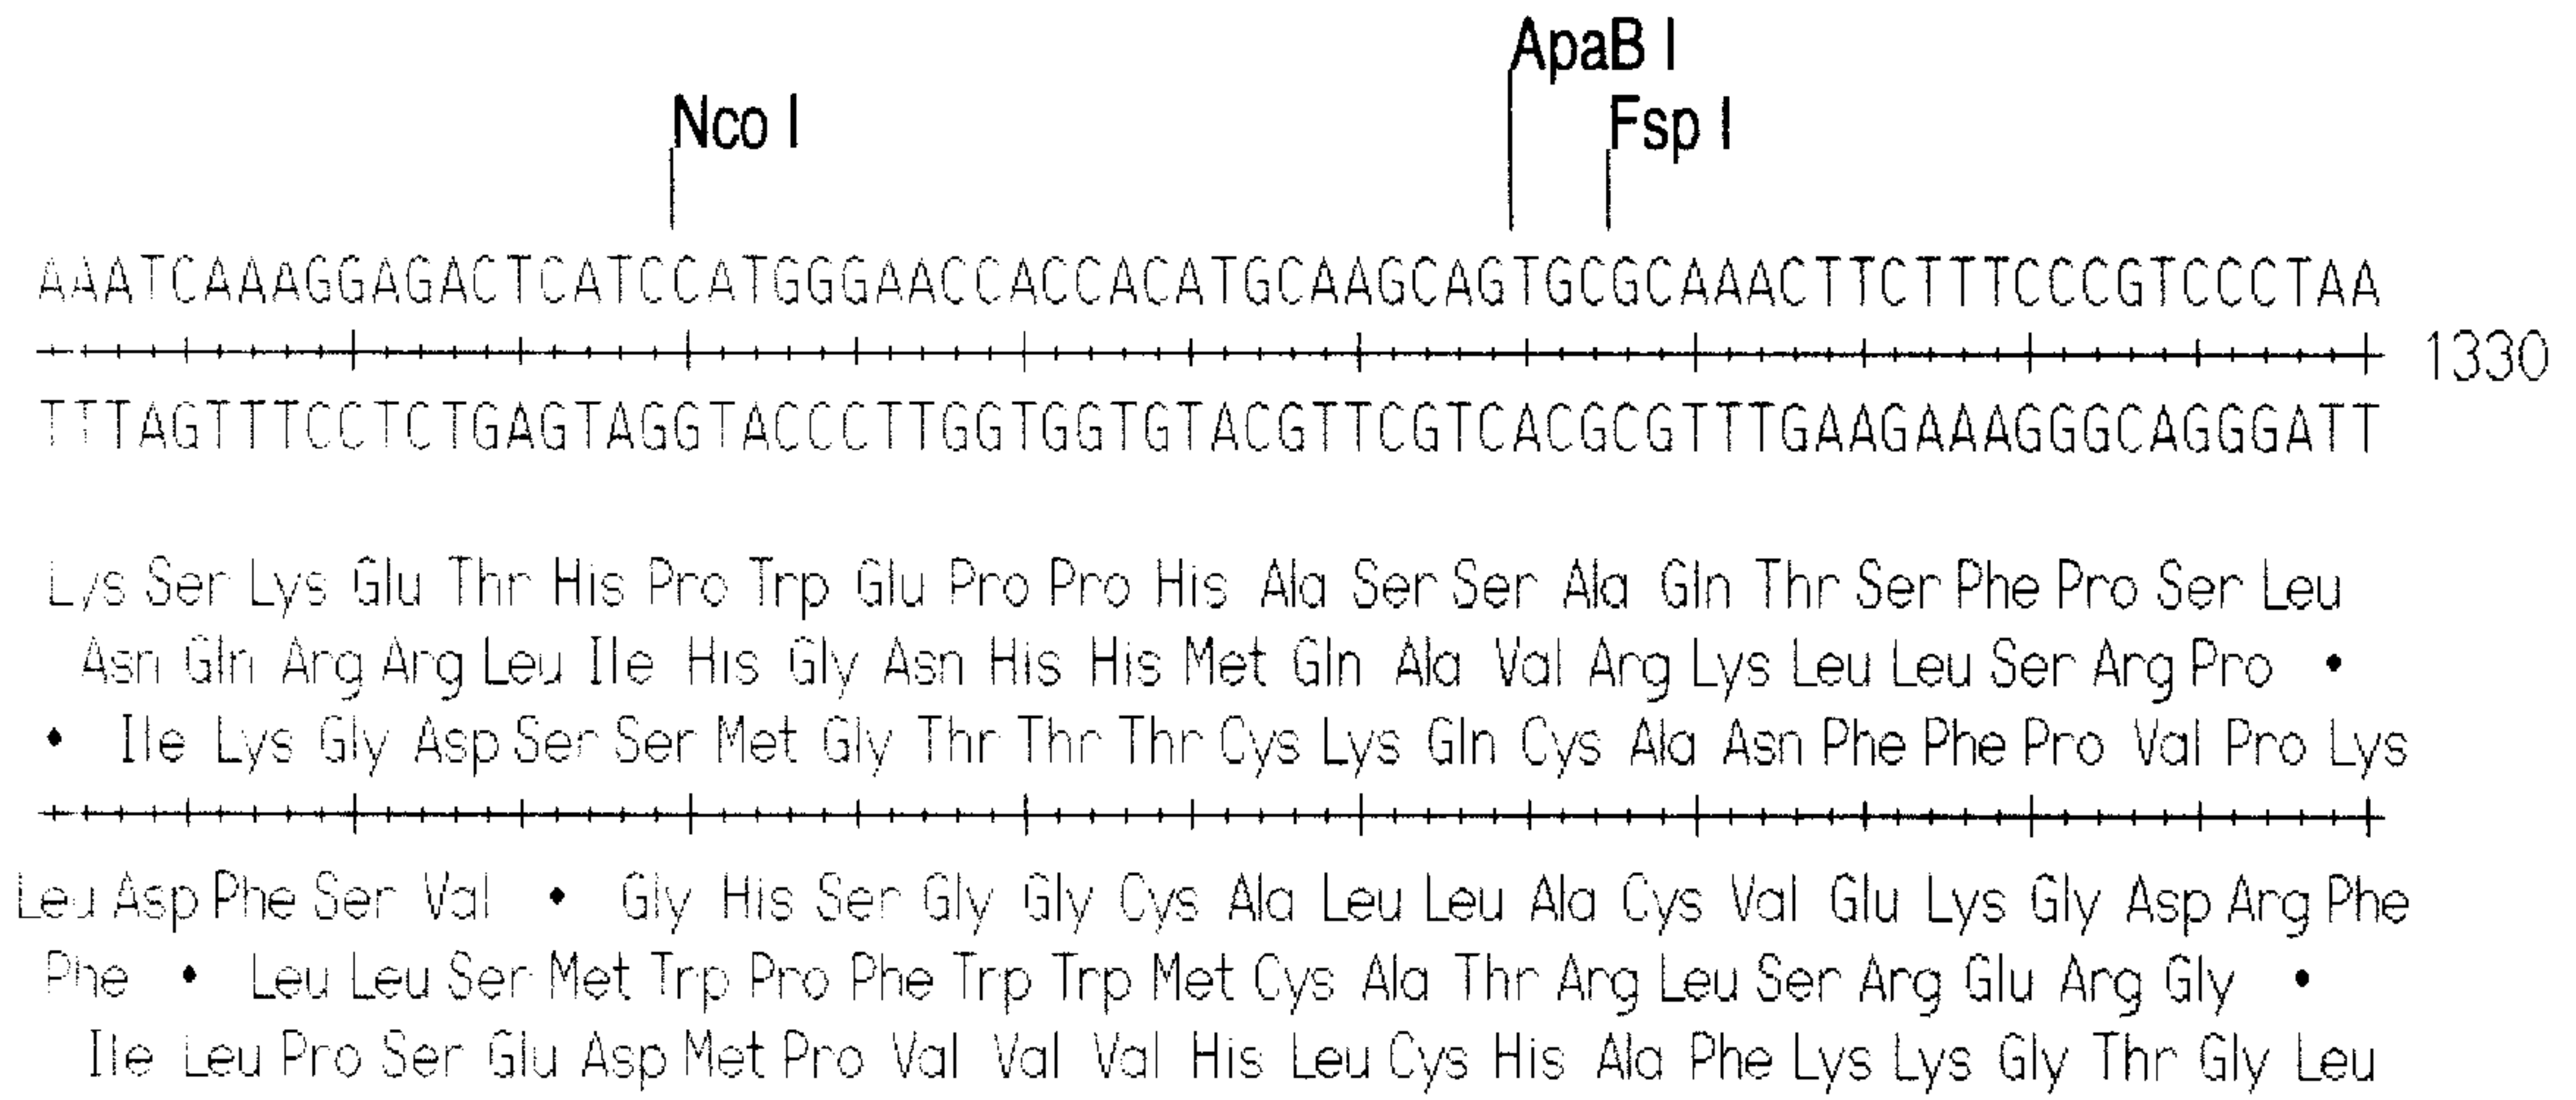 ApaB I
Nco I
Fsp I
AAATCAAAGGAGACTCATCCATGGGAACCACCACATGCAAGCAGTGCGCAAACTTCTTTCCCGTCCCTAA
1330
TTTAGTTTCCTCTGAGTAGGTACCCTTGGTGGTGTACGTTCGTCACGCGTTTGAAGAAAGGGCAGGGATT
Lys Ser Lys Glu Thr His Pro Trp Glu Pro Pro His Ala Ser Ser Ala Gln Thr Ser Phe Pro Ser Leu
Asn Gln Arg Arg Leu Ile His Gly Asn His His Met Gln Ala Val Arg Lys Leu Leu Ser Arg Pro •
• Ile Lys Gly Asp Ser Ser Met Gly Thr Thr Thr Cys Lys Gln Cys Ala Asn Phe Phe Pro Val Pro Lys
Leu Asp Phe Ser Val • Gly His Ser Gly Gly Cys Ala Leu Leu Ala Cys Val Glu Lys Gly Asp Arg Phe
Phe • Leu Leu Ser Met Trp Pro Phe Trp Trp Met Cys Ala Thr Arg Leu Ser Arg Glu Arg Gly •
Ile Leu Pro Ser Glu Asp Met Pro Val Val Val His Leu Cys His Ala Phe Lys Lys Gly Thr Gly Leu